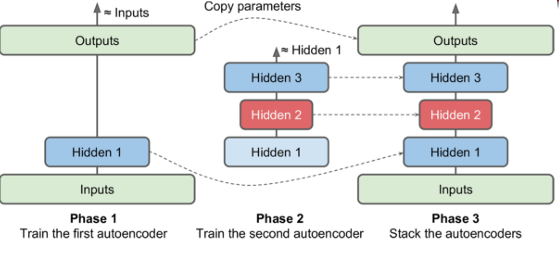 ≈ Inputs
Outputs
Hidden 1
Inputs
Phase 1
Train the first autoencoder
Copy parameters
≈ Hidden 1
Hidden 3
Hidden 2
Hidden 1
Phase 2
Train the second autoencoder
Outputs
Hidden 3
Hidden 2
Hidden 1
Inputs
Phase 3
Stack the autoencoders